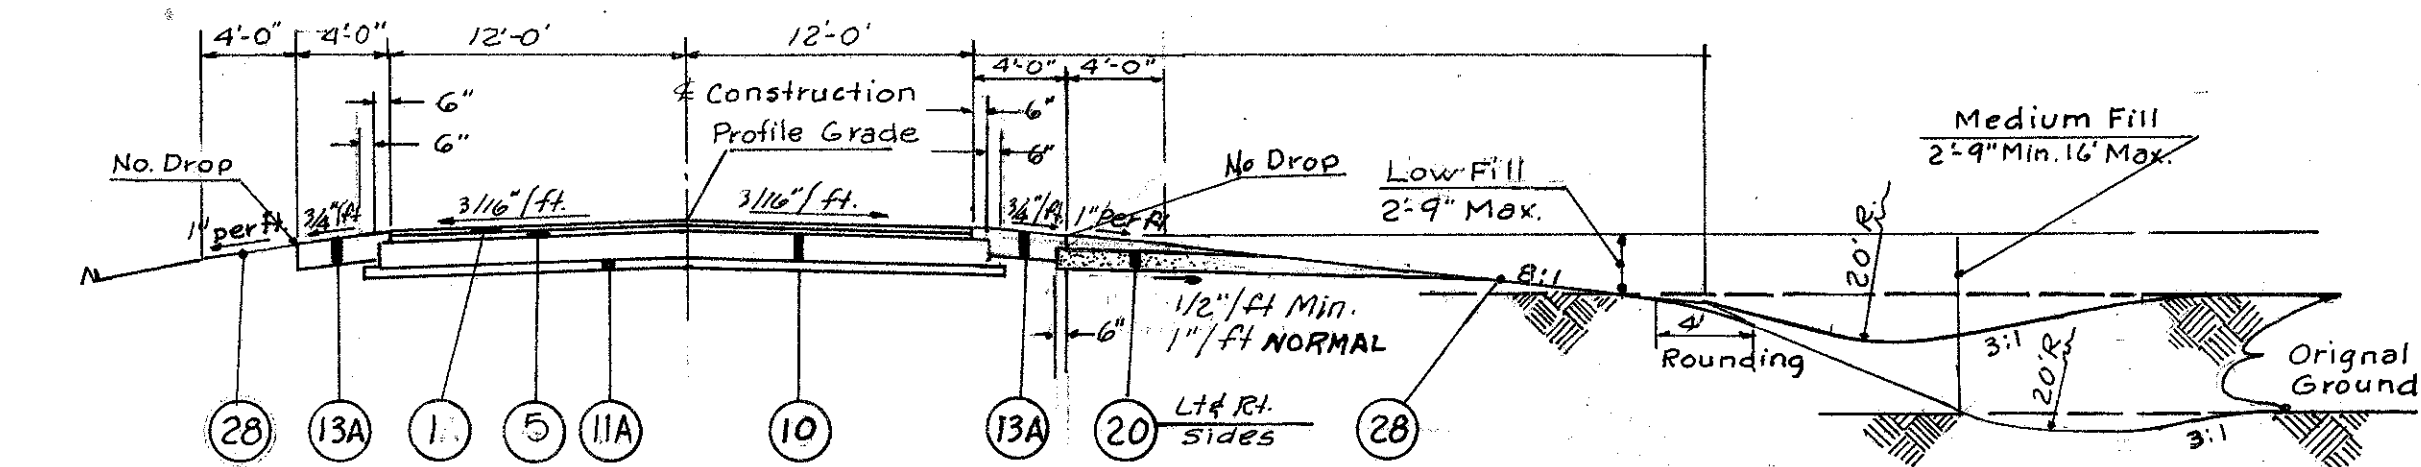 4'-0" 4'-0" 12'-0' 12'-0'
4'-0" 4'-0"
6" ℄ Construction 6"
Profile Grade
6" 6"
No. Drop No Drop
Medium Fill
2'-9" Min. 16' Max.
Low Fill
2'-9" Max.
1" per ft 3/4"/ft 3/16"/ft. 3/16"/ft. 3/4"/ft. 1" per ft
20' R.
8:1
1/2"/ft Min.
1"/ft NORMAL
6"
4'
Rounding
3:1
20' R.
Orignal
Ground
3:1
28 13A 1 5 11A 10 13A 20 Lt & Rt. 28
sides